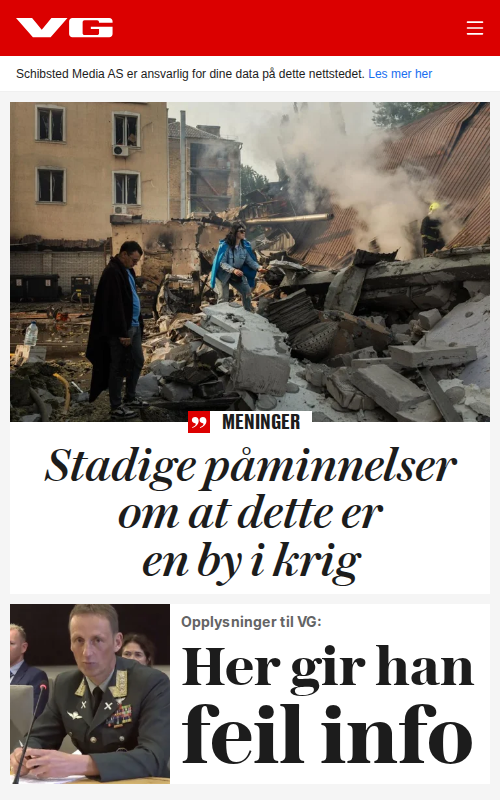 VG
Schibsted Media AS er ansvarlig for dine data på dette nettstedet. Les mer her
MENINGER
Stadige påminnelser
om at dette er
en by i krig
Opplysninger til VG:
Her gir han
feil info